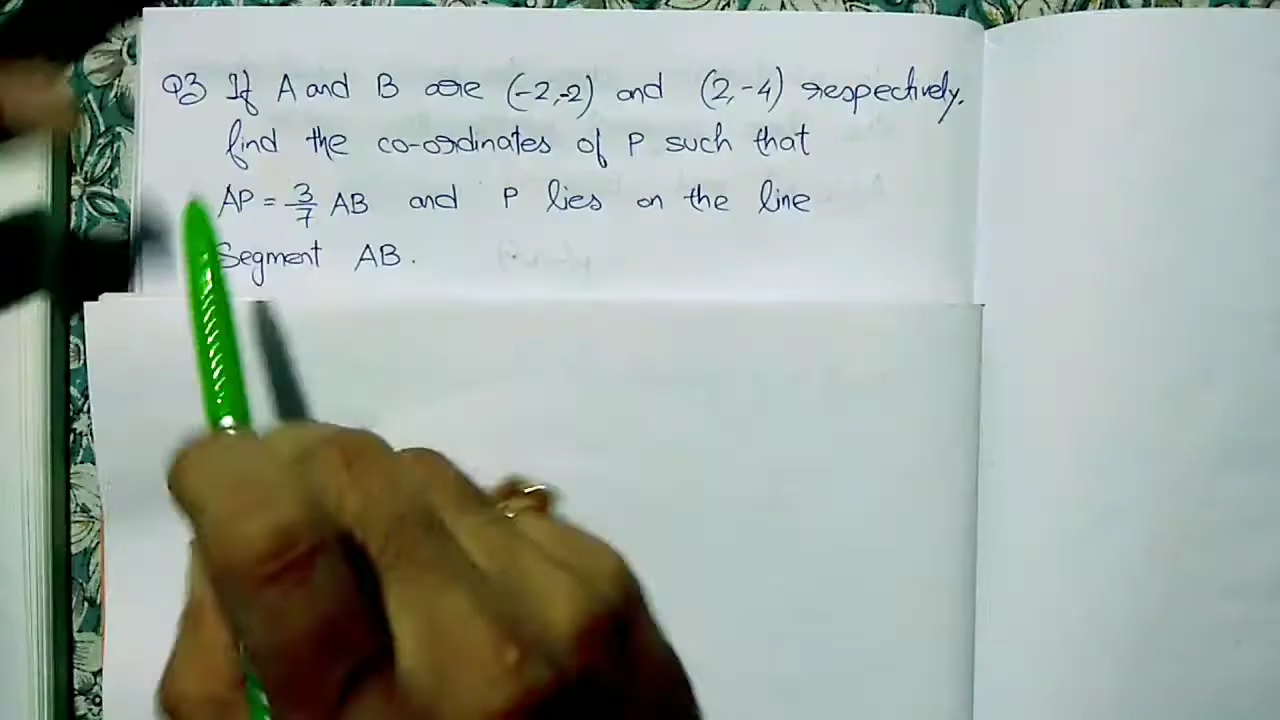 Q3 If A and B are (-2,-2) and (2,-4) respectively.
find the co-ordinates of P such that
AP = 3/7 AB and P lies on the line
Segment AB.